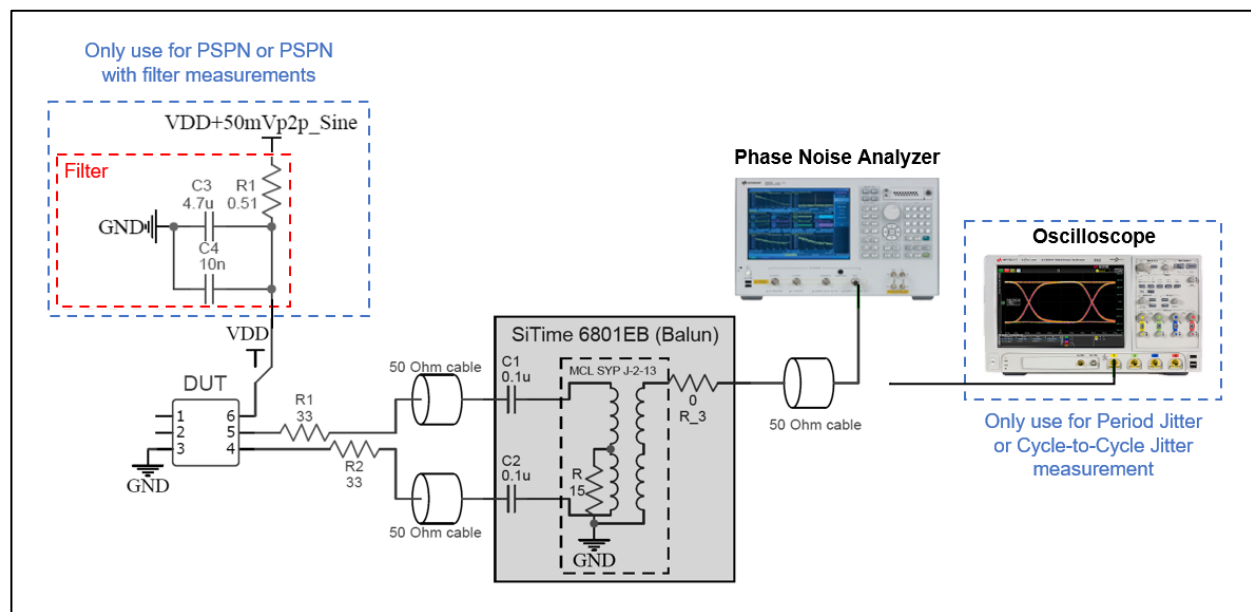 Only use for PSPN or PSPN
with filter measurements
VDD+50mVp2p_Sine
Filter
C3
4.7u
R1
0.51
GND
C4
10n
VDD
DUT
1
2
3
6
5
4
GND
R1
33
R2
33
50 Ohm cable
50 Ohm cable
SiTime 6801EB (Balun)
C1
0.1u
C2
0.1u
MCL SYP J-2-13
R
15
GND
0
R_3
50 Ohm cable
Phase Noise Analyzer
Oscilloscope
Only use for Period Jitter
or Cycle-to-Cycle Jitter
measurement